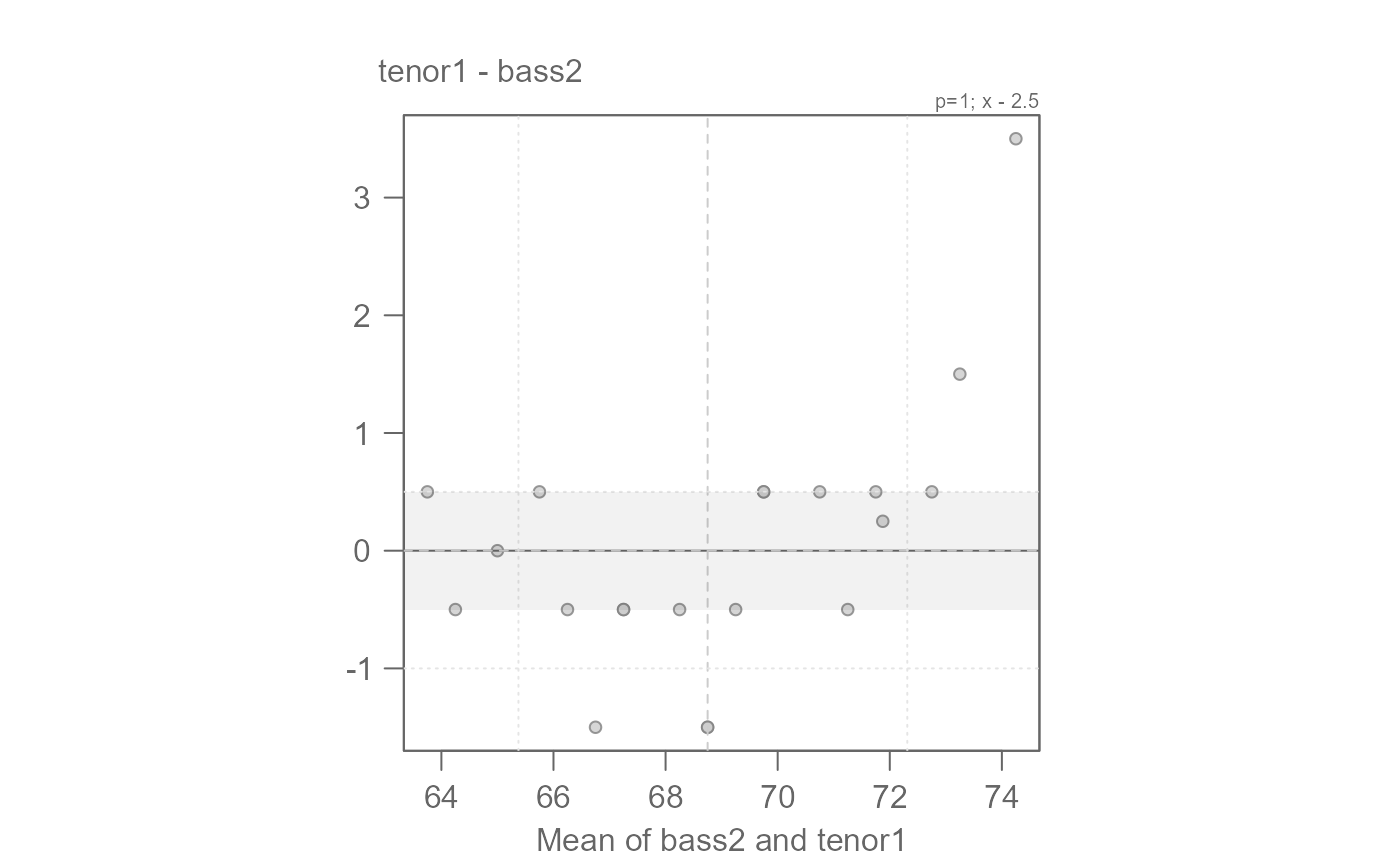 tenor1 - bass2
p=1; x - 2.5
3
2
1
0
-1
64 66 68 70 72 74
Mean of bass2 and tenor1